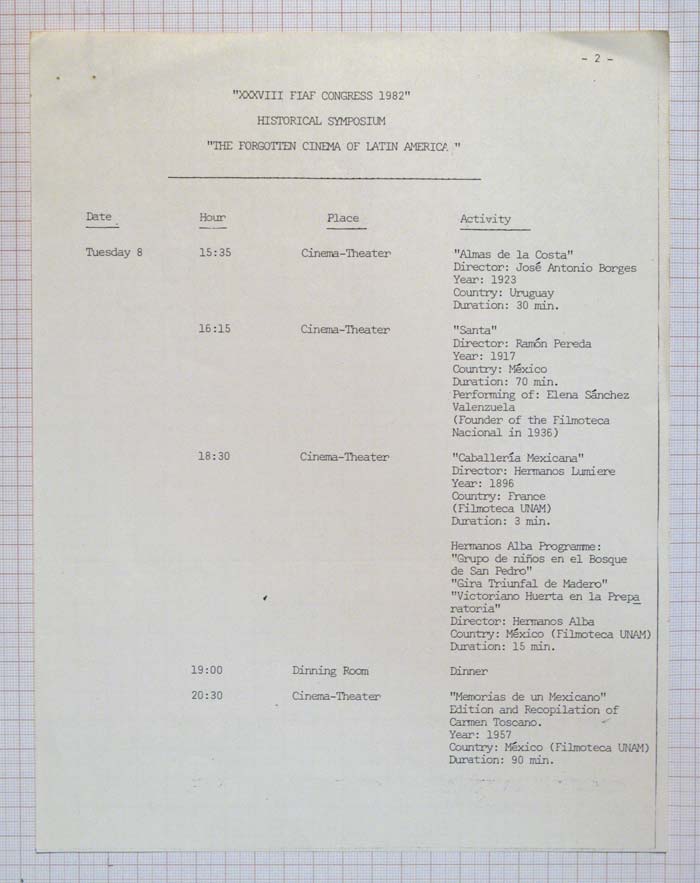 - 2 -
"XXXVIII FIAF CONGRESS 1982"
HISTORICAL SYMPOSIUM
"THE FORGOTTEN CINEMA OF LATIN AMERICA "
Date Hour Place Activity
Tuesday 8 15:35 Cinema-Theater "Almas de la Costa"
Director: José Antonio Borges
Year: 1923
Country: Uruguay
Duration: 30 min.
16:15 Cinema-Theater "Santa"
Director: Ramón Pereda
Year: 1917
Country: México
Duration: 70 min.
Performing of: Elena Sánchez
Valenzuela
(Founder of the Filmoteca
Nacional in 1936)
18:30 Cinema-Theater "Caballería Mexicana"
Director: Hermanos Lumiere
Year: 1896
Country: France
(Filmoteca UNAM)
Duration: 3 min.
Hermanos Alba Programme:
"Grupo de niños en el Bosque
de San Pedro"
"Gira Triunfal de Madero"
"Victoriano Huerta en la Prepa
ratoria"
Director: Hermanos Alba
Country: México (Filmoteca UNAM)
Duration: 15 min.
19:00 Dinning Room Dinner
20:30 Cinema-Theater "Memorias de un Mexicano"
Edition and Recopilation of
Carmen Toscano.
Year: 1957
Country: México (Filmoteca UNAM)
Duration: 90 min.